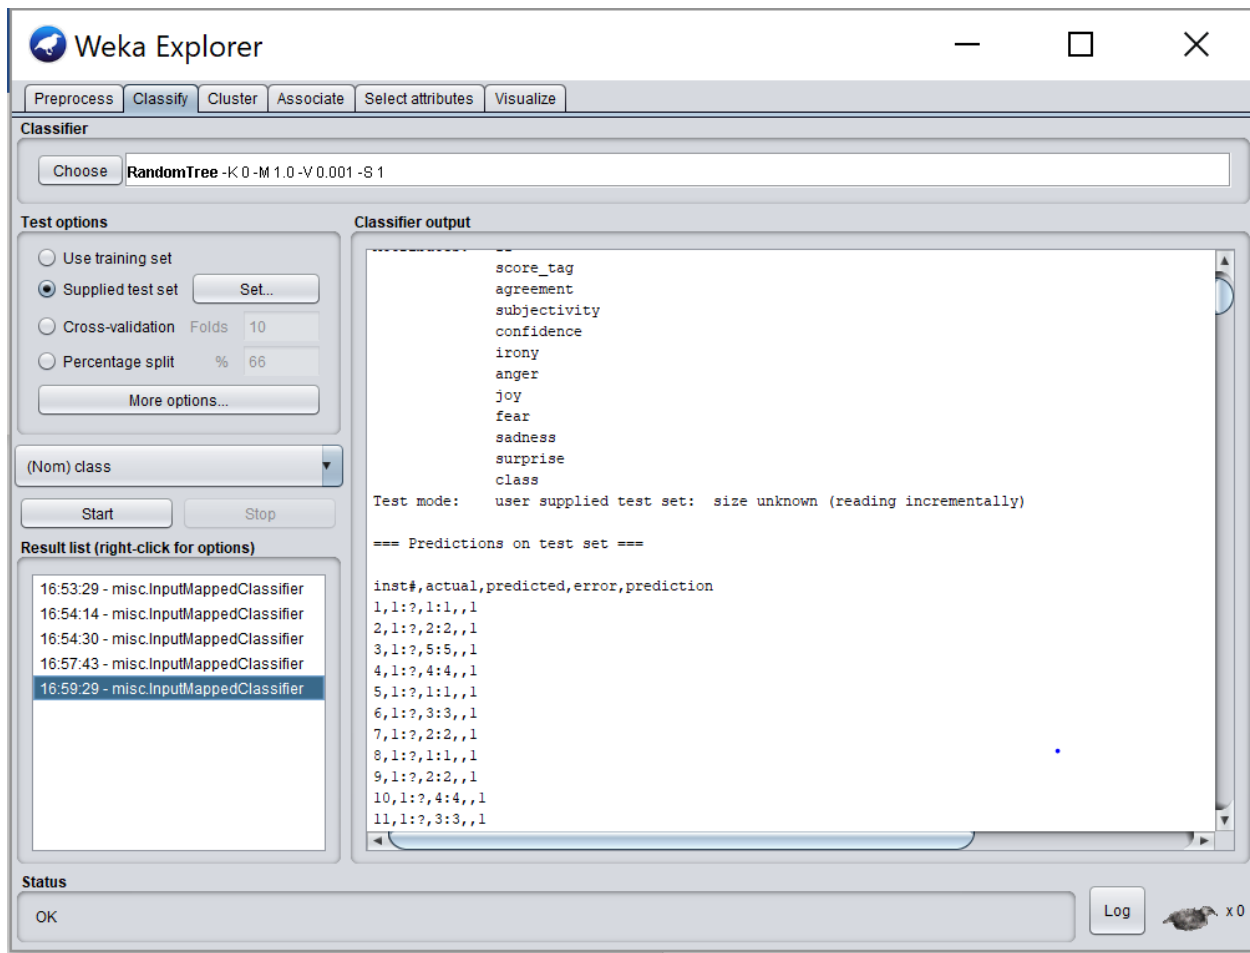 Weka Explorer
Preprocess Classify Cluster Associate Select attributes Visualize
Classifier
Choose RandomTree -K 0 -M 1.0 -V 0.001 -S 1
Test options
Use training set
Supplied test set Set...
Cross-validation Folds 10
Percentage split % 66
More options...
(Nom) class
Start Stop
Result list (right-click for options)
16:53:29 - misc.InputMappedClassifier
16:54:14 - misc.InputMappedClassifier
16:54:30 - misc.InputMappedClassifier
16:57:43 - misc.InputMappedClassifier
16:59:29 - misc.InputMappedClassifier
Classifier output
score_tag
agreement
subjectivity
confidence
irony
anger
joy
fear
sadness
surprise
class
Test mode: user supplied test set: size unknown (reading incrementally)
=== Predictions on test set ===
inst#,actual,predicted,error,prediction
1,1:?,1:1,,1
2,1:?,2:2,,1
3,1:?,5:5,,1
4,1:?,4:4,,1
5,1:?,1:1,,1
6,1:?,3:3,,1
7,1:?,2:2,,1
8,1:?,1:1,,1
9,1:?,2:2,,1
10,1:?,4:4,,1
11,1:?,3:3,,1
Status
OK
Log x 0